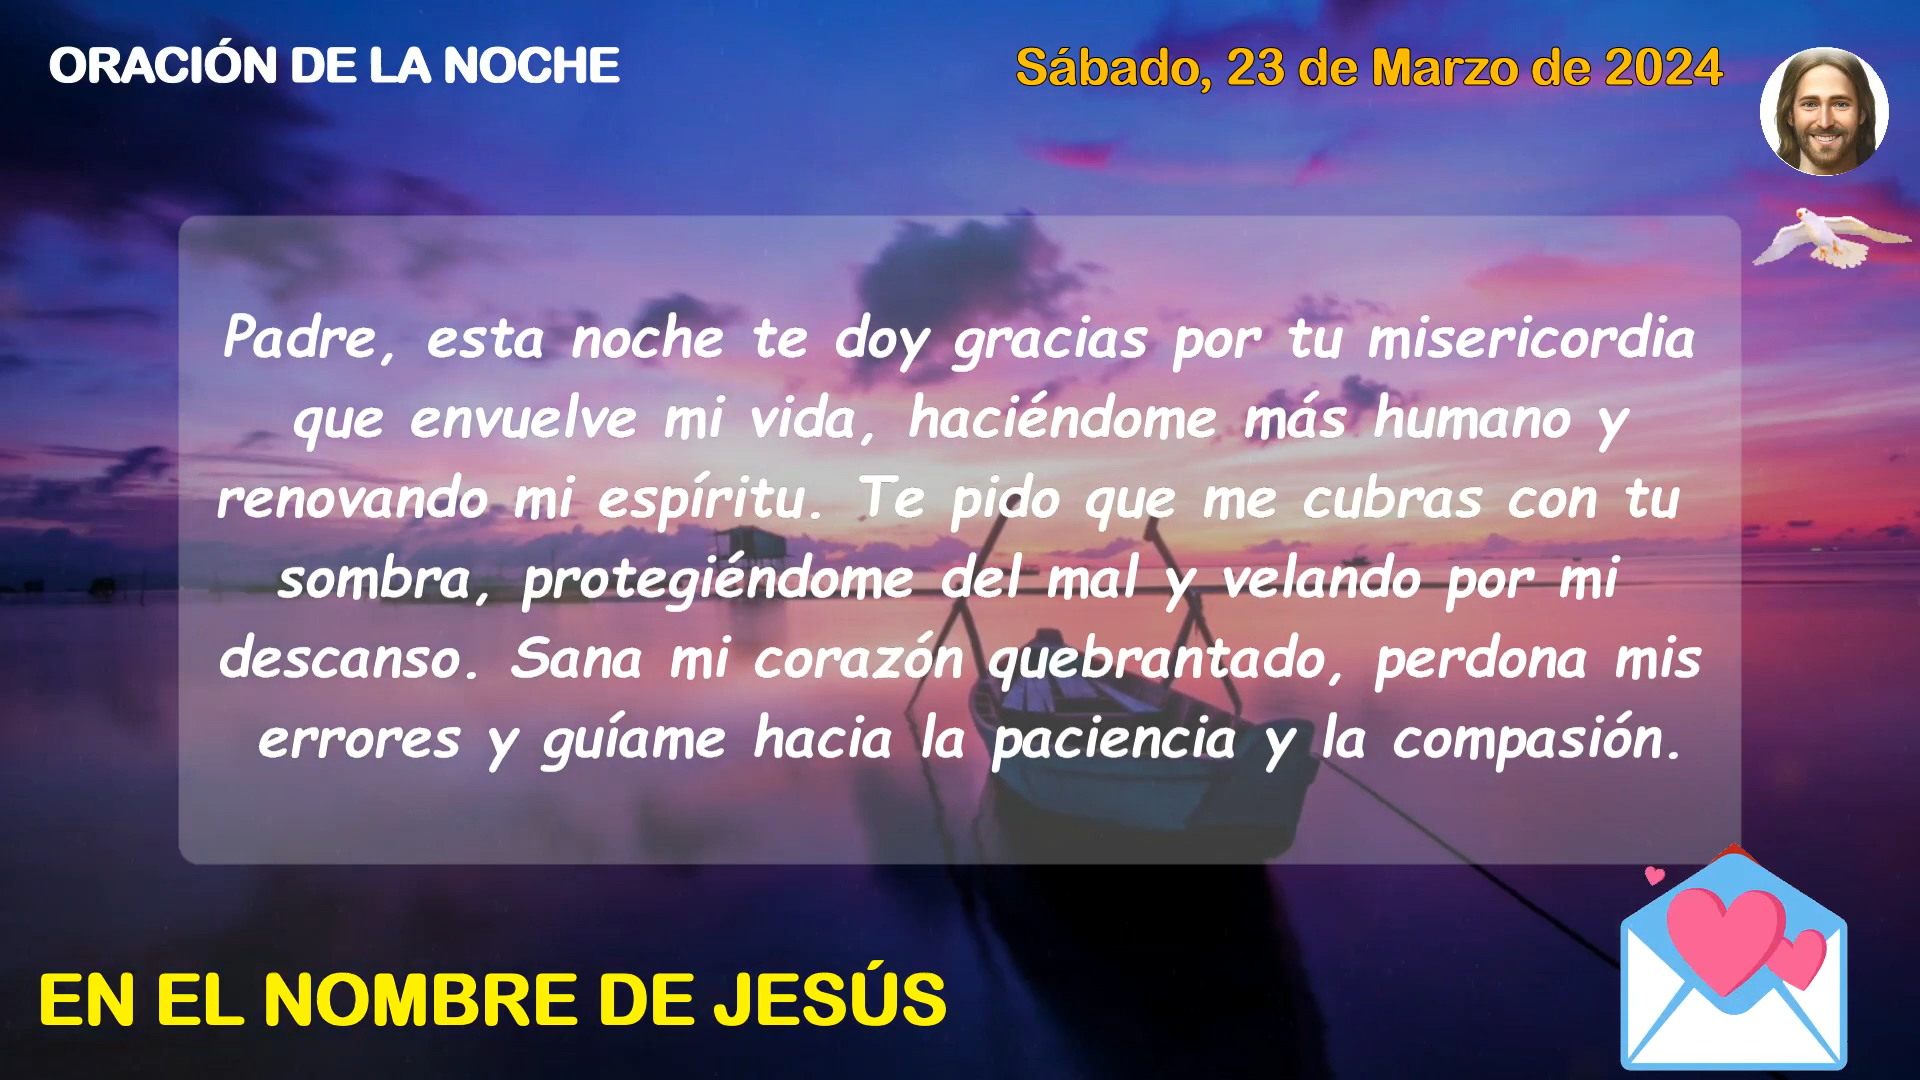 ORACIÓN DE LA NOCHE
Sábado, 23 de Marzo de 2024
Padre, esta noche te doy gracias por tu misericordia
que envuelve mi vida, haciéndome más humano y
renovando mi espíritu. Te pido que me cubras con tu
sombra, protegiéndome del mal y velando por mi
descanso. Sana mi corazón quebrantado, perdona mis
errores y guíame hacia la paciencia y la compasión.
EN EL NOMBRE DE JESÚS